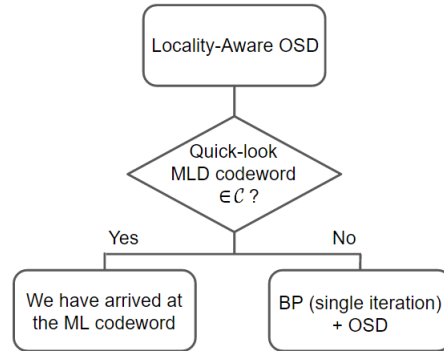 Locality-Aware OSD
Quick-look
MLD codeword
∈ 𝒞 ?
Yes
No
We have arrived at
the ML codeword
BP (single iteration)
+ OSD